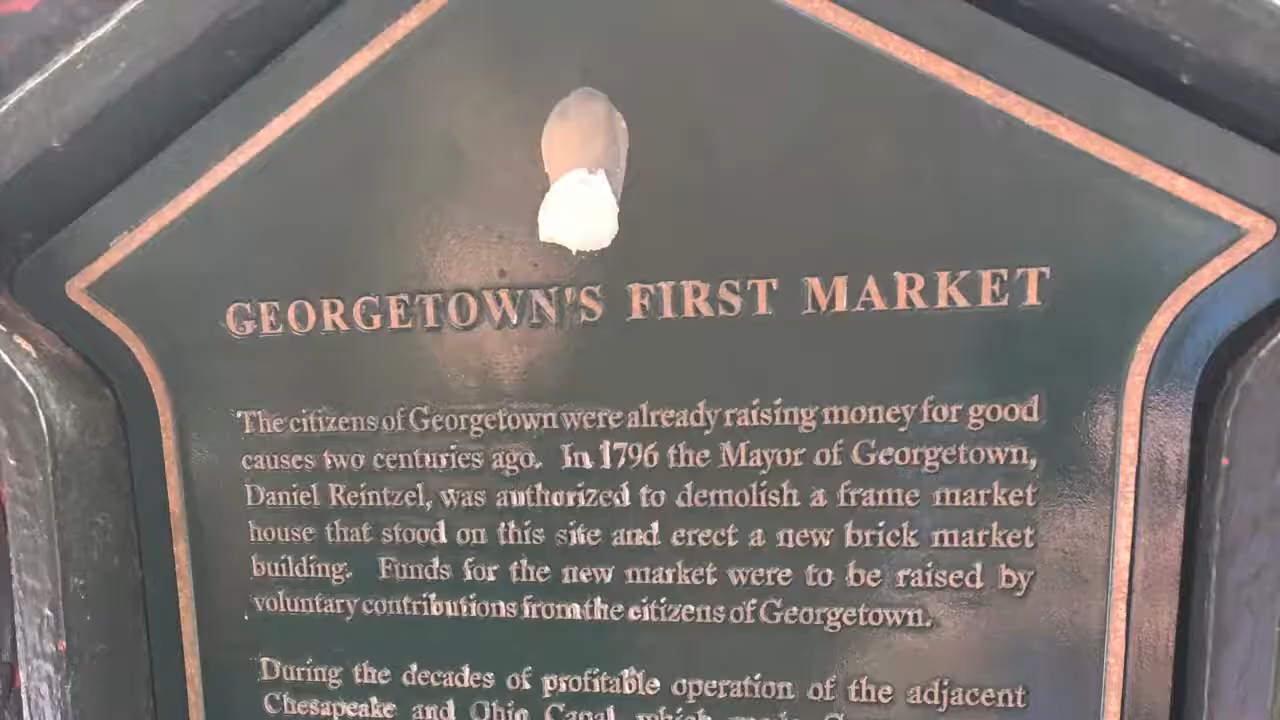 GEORGETOWN'S FIRST MARKET
The citizens of Georgetown were already raising money for good
causes two centuries ago. In 1796 the Mayor of Georgetown,
Daniel Reintzel, was authorized to demolish a frame market
house that stood on this site and erect a new brick market
building. Funds for the new market were to be raised by
voluntary contributions from the citizens of Georgetown.
During the decades of profitable operation of the adjacent
Chesapeake and Ohio Canal, which made